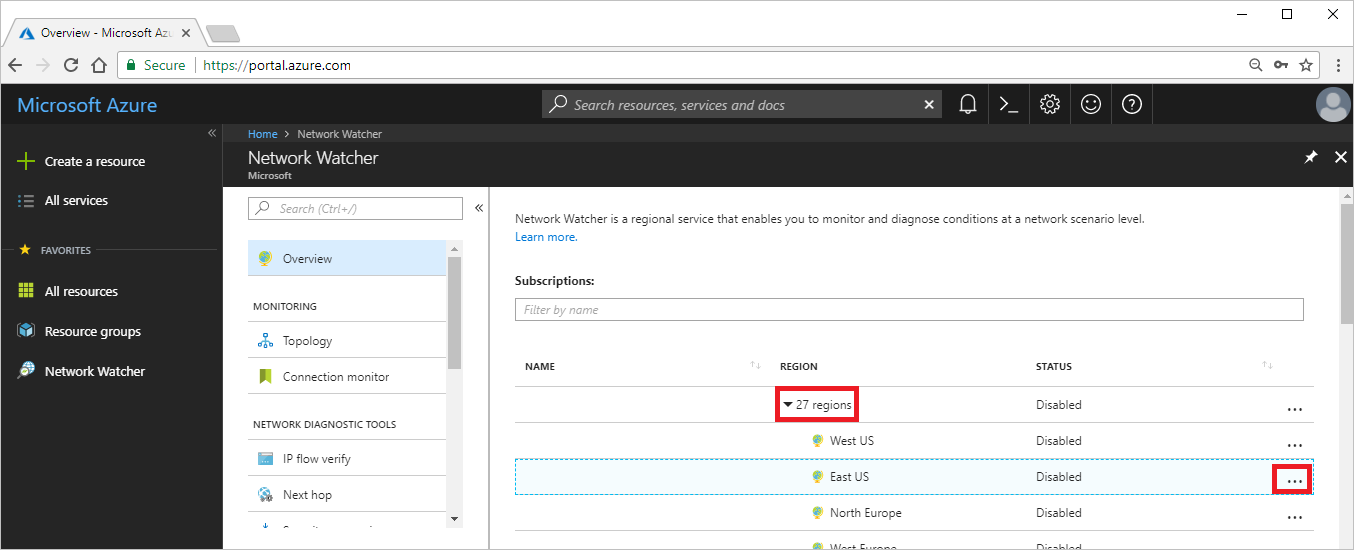 Overview - Microsoft Az
Secure
https://portal.azure.com
Microsoft Azure
Search resources, services and docs
Home > Network Watcher
Network Watcher
Microsoft
Create a resource
All services
FAVORITES
All resources
Resource groups
Network Watcher
Search (Ctrl+/)
Overview
MONITORING
Topology
Connection monitor
NETWORK DIAGNOSTIC TOOLS
IP flow verify
Next hop
Network Watcher is a regional service that enables you to monitor and diagnose conditions at a network scenario level.
Learn more.
Subscriptions:
Filter by name
NAME REGION STATUS
27 regions Disabled ...
West US Disabled ...
East US Disabled ...
North Europe Disabled ...
West Europe Disabled